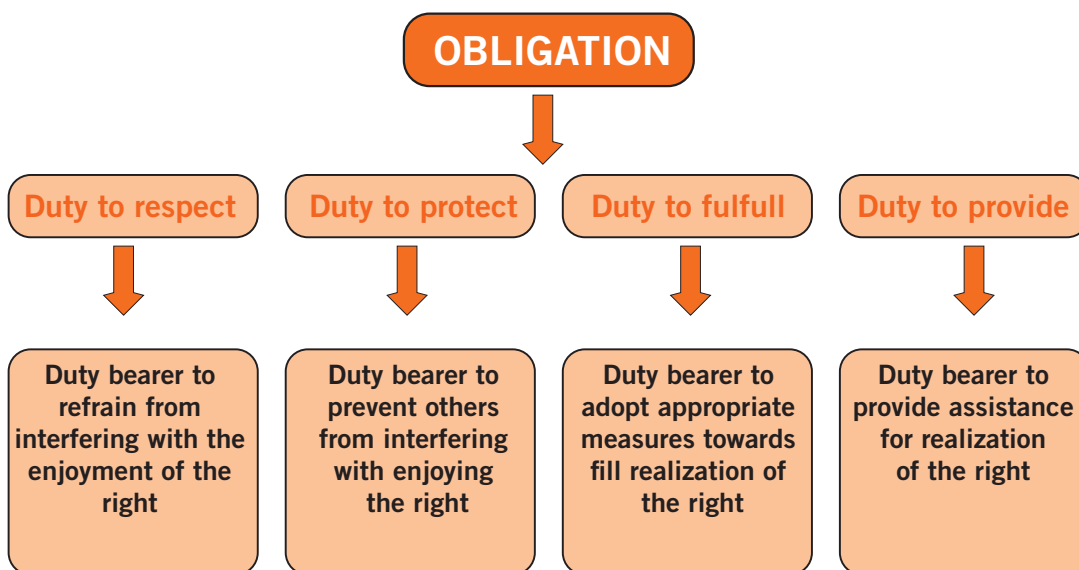 OBLIGATION
Duty to respect
Duty to protect
Duty to fulfull
Duty to provide
Duty bearer to
refrain from
interfering with the
enjoyment of the
right
Duty bearer to
prevent others
from interfering
with enjoying
the right
Duty bearer to
adopt appropriate
measures towards
fill realization of
the right
Duty bearer to
provide assistance
for realization
of the right